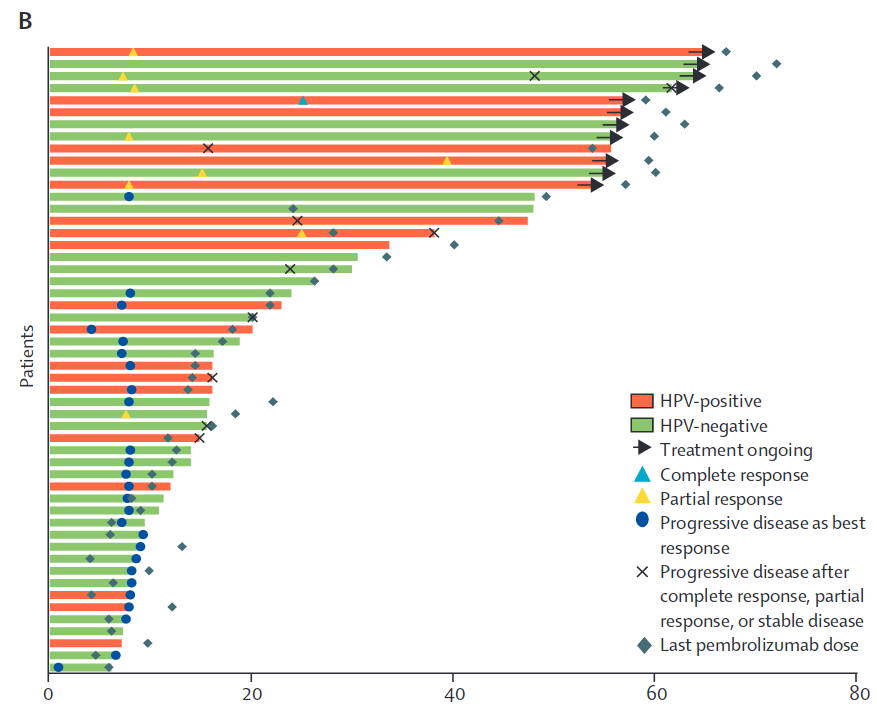 B
Patients
HPV-positive
HPV-negative
Treatment ongoing
Complete response
Partial response
Progressive disease as best
response
Progressive disease after
complete response, partial
response, or stable disease
Last pembrolizumab dose
0 20 40 60 80